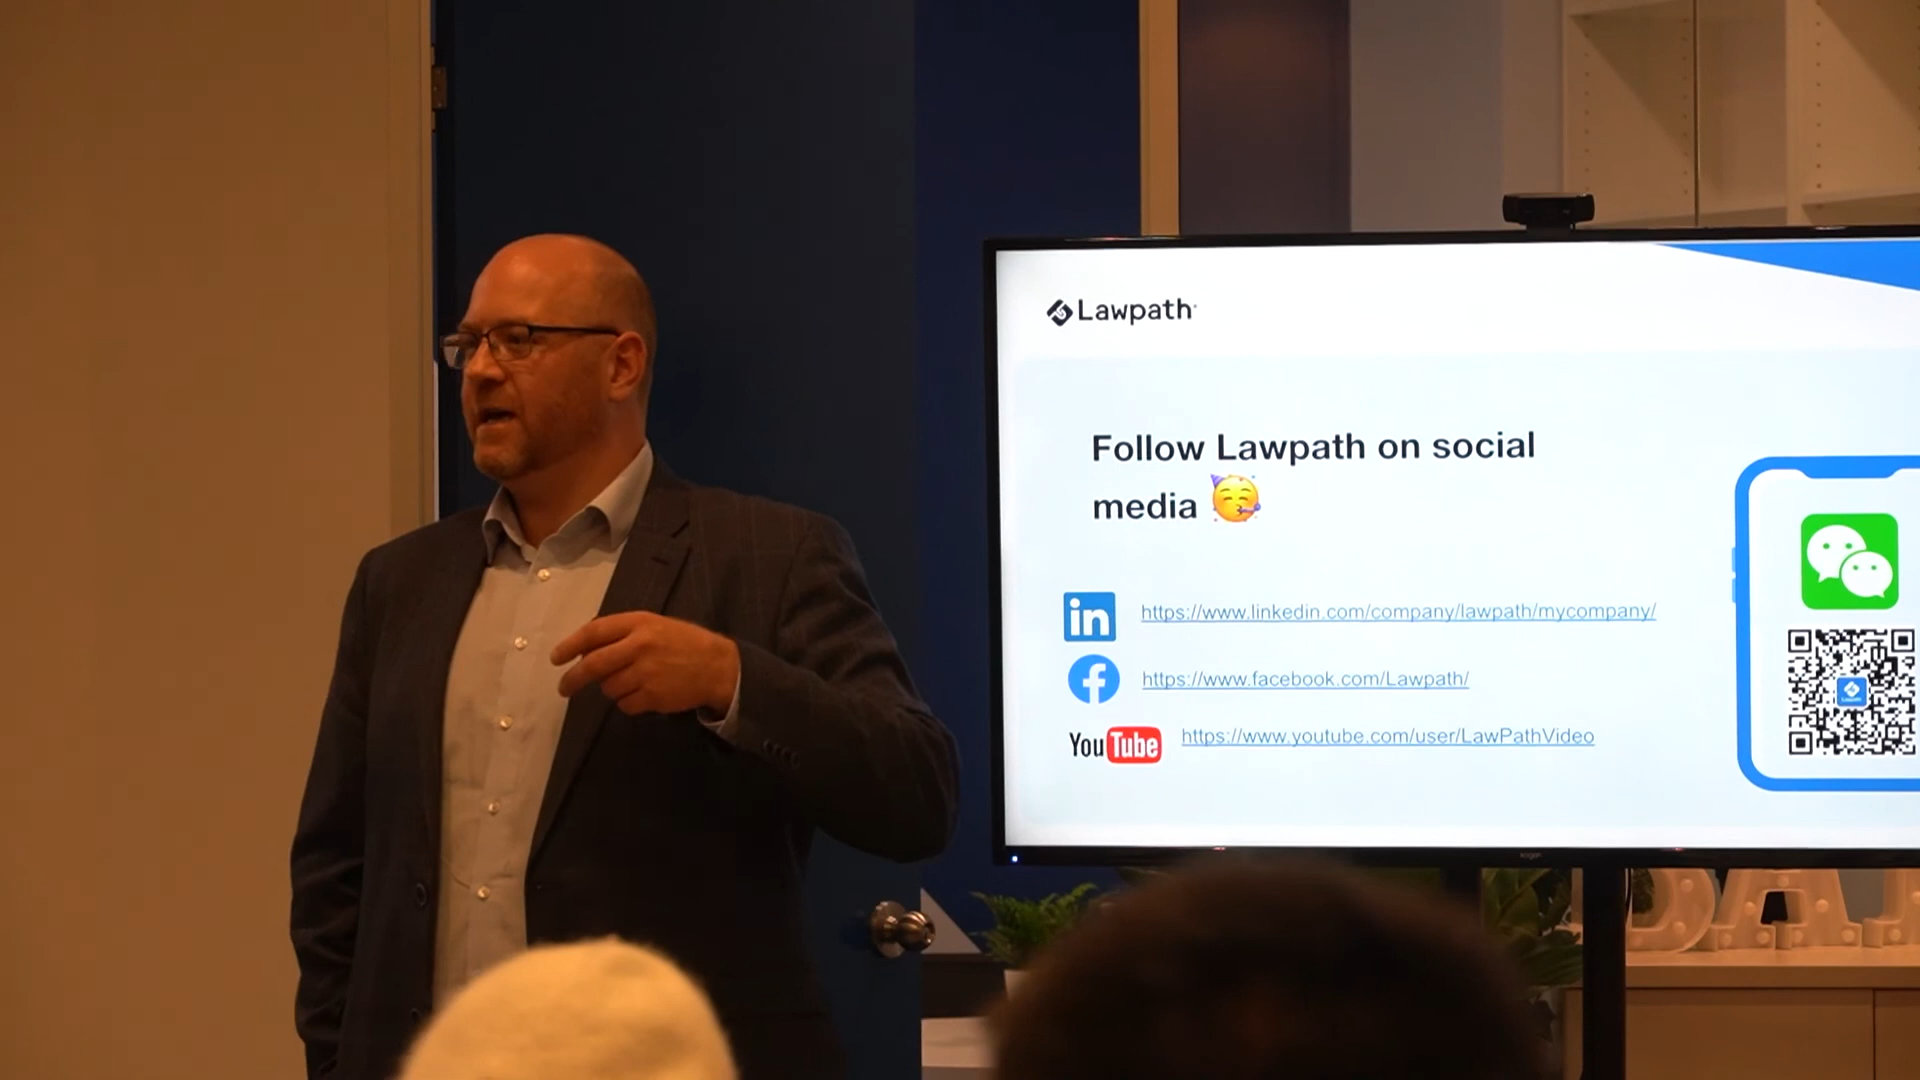 Lawpath
Follow Lawpath on social
media
in
https://www.linkedin.com/company/lawpath/mycompany/
f
https://www.facebook.com/Lawpath/
YouTube
https://www.youtube.com/user/LawPathVideo
kogan